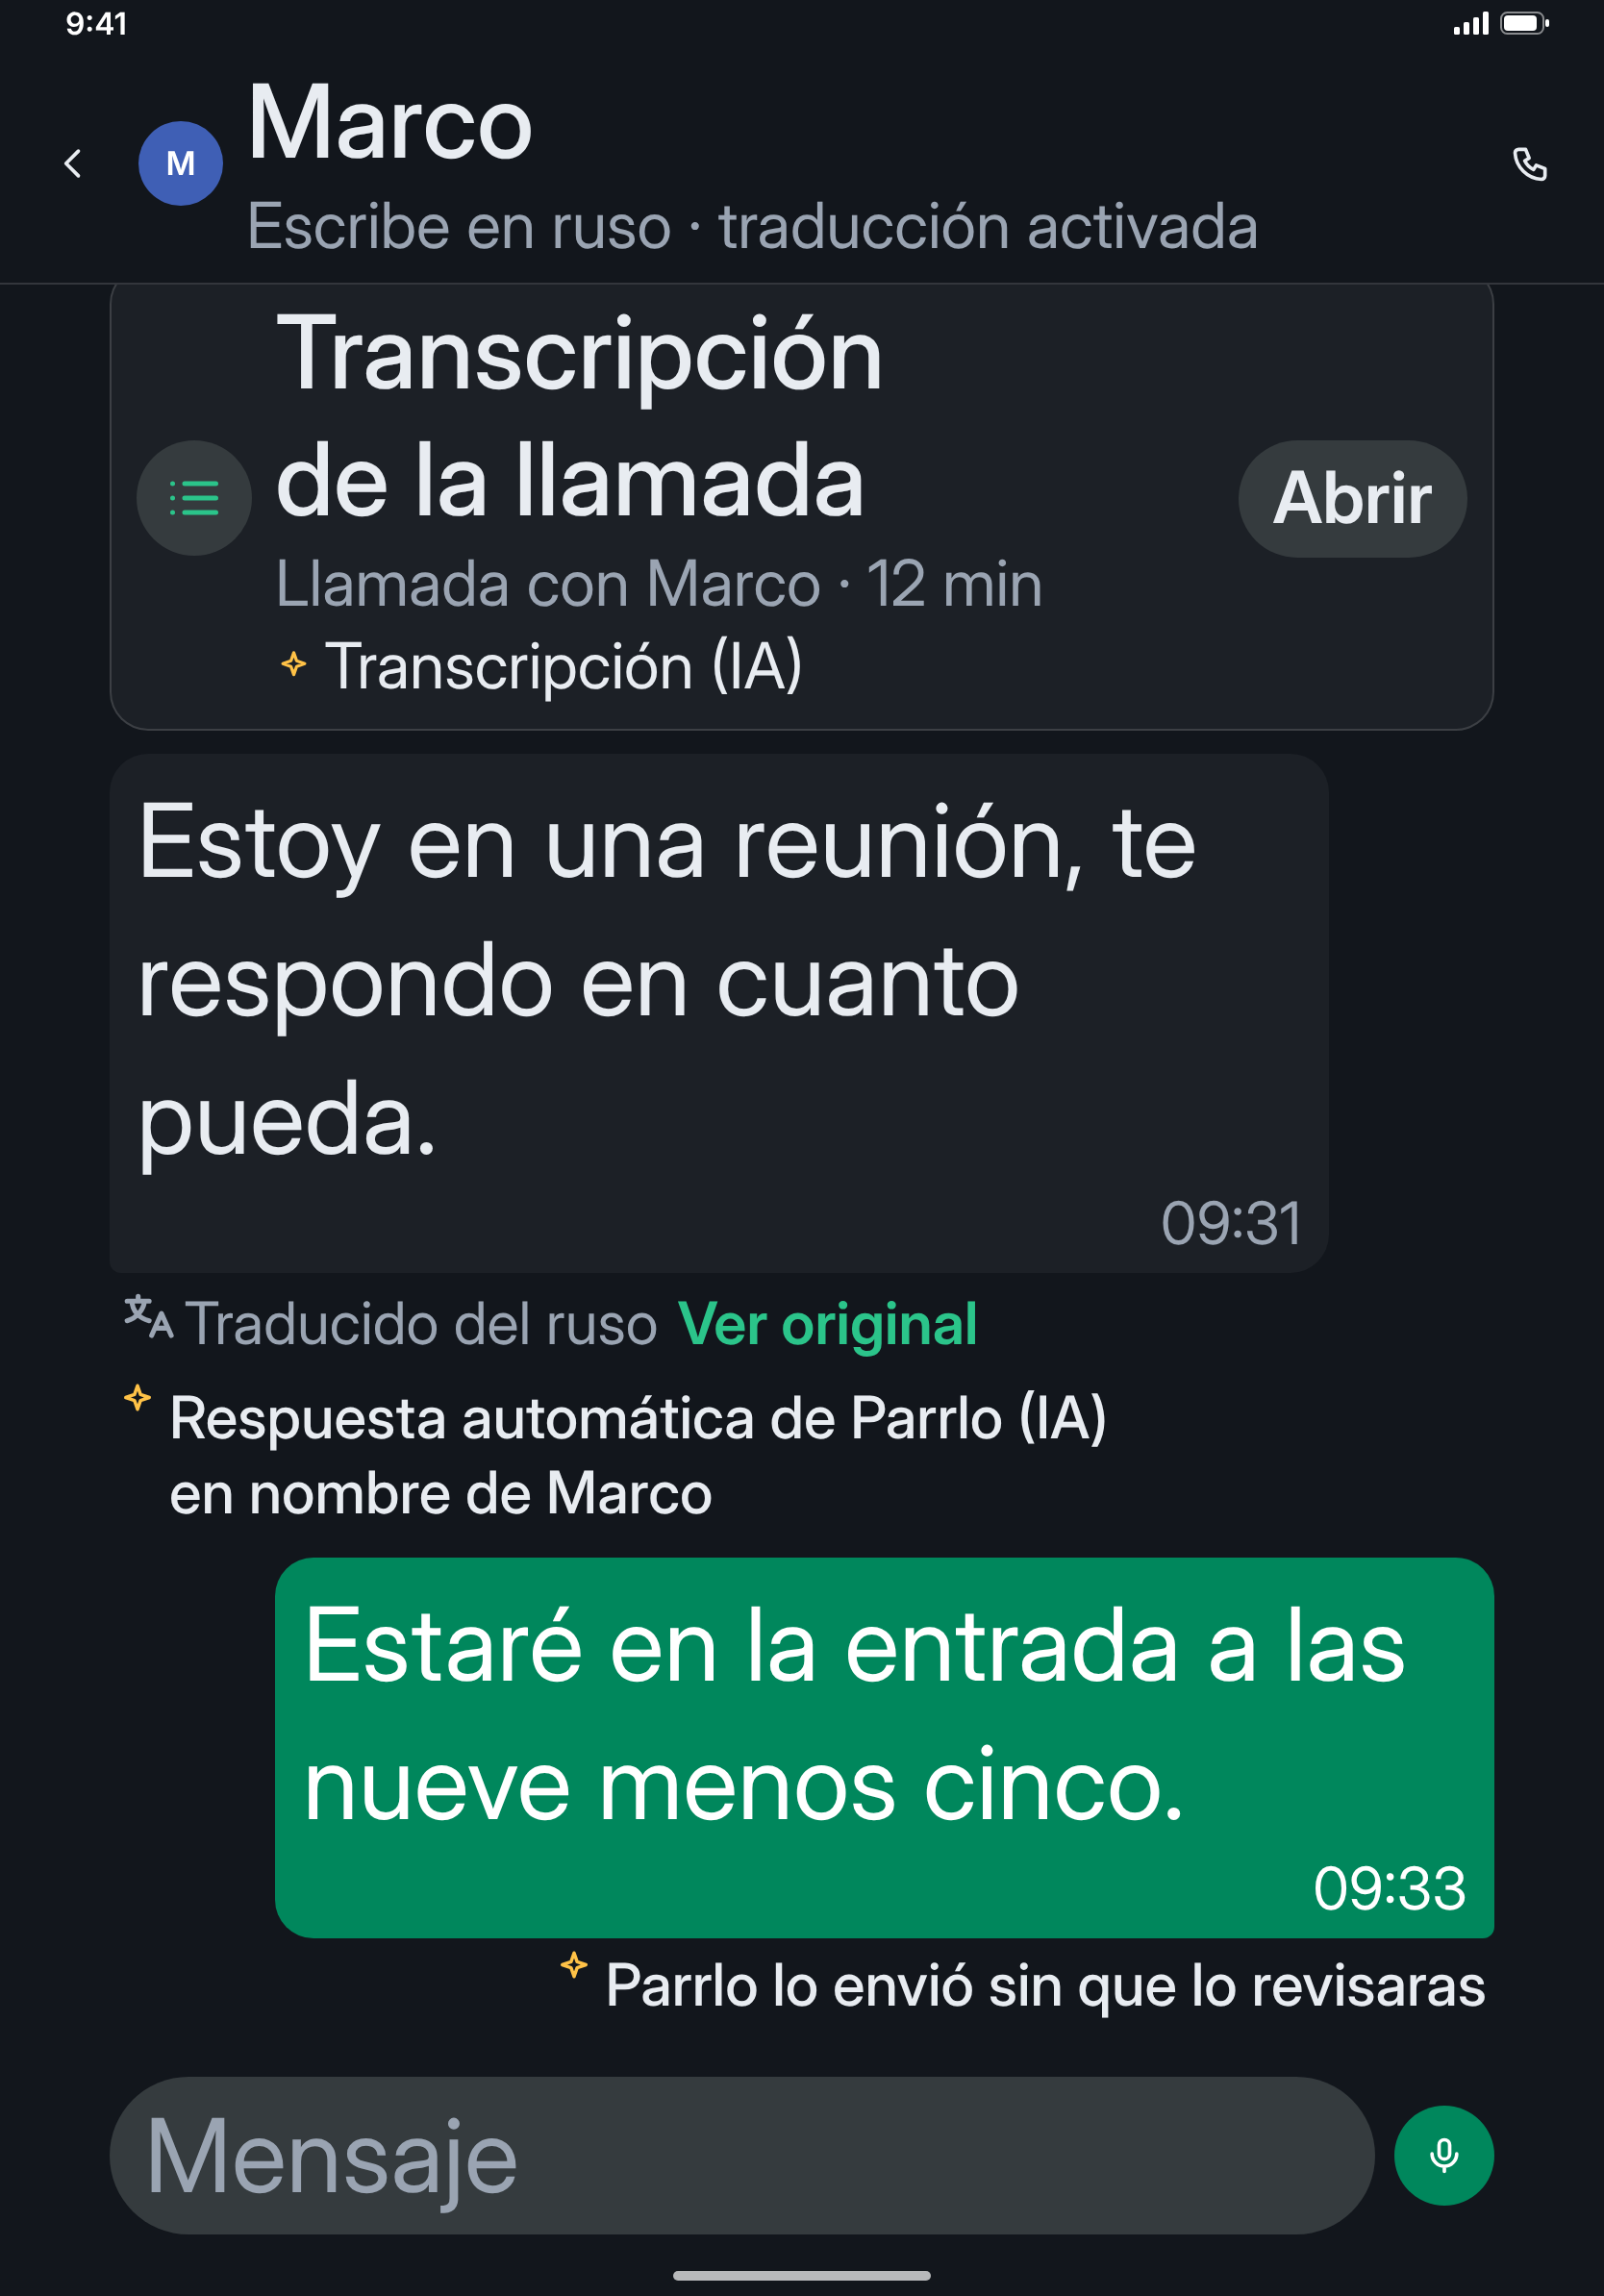 9:41
Marco
M
Escribe en ruso · traducción activada
Transcripción
de la llamada
Abrir
Llamada con Marco · 12 min
Transcripción (IA)
Estoy en una reunión, te
respondo en cuanto
pueda.
09:31
Traducido del ruso Ver original
Respuesta automática de Parrlo (IA)
en nombre de Marco
Estaré en la entrada a las
nueve menos cinco.
09:33
Parrlo lo envió sin que lo revisaras
Mensaje